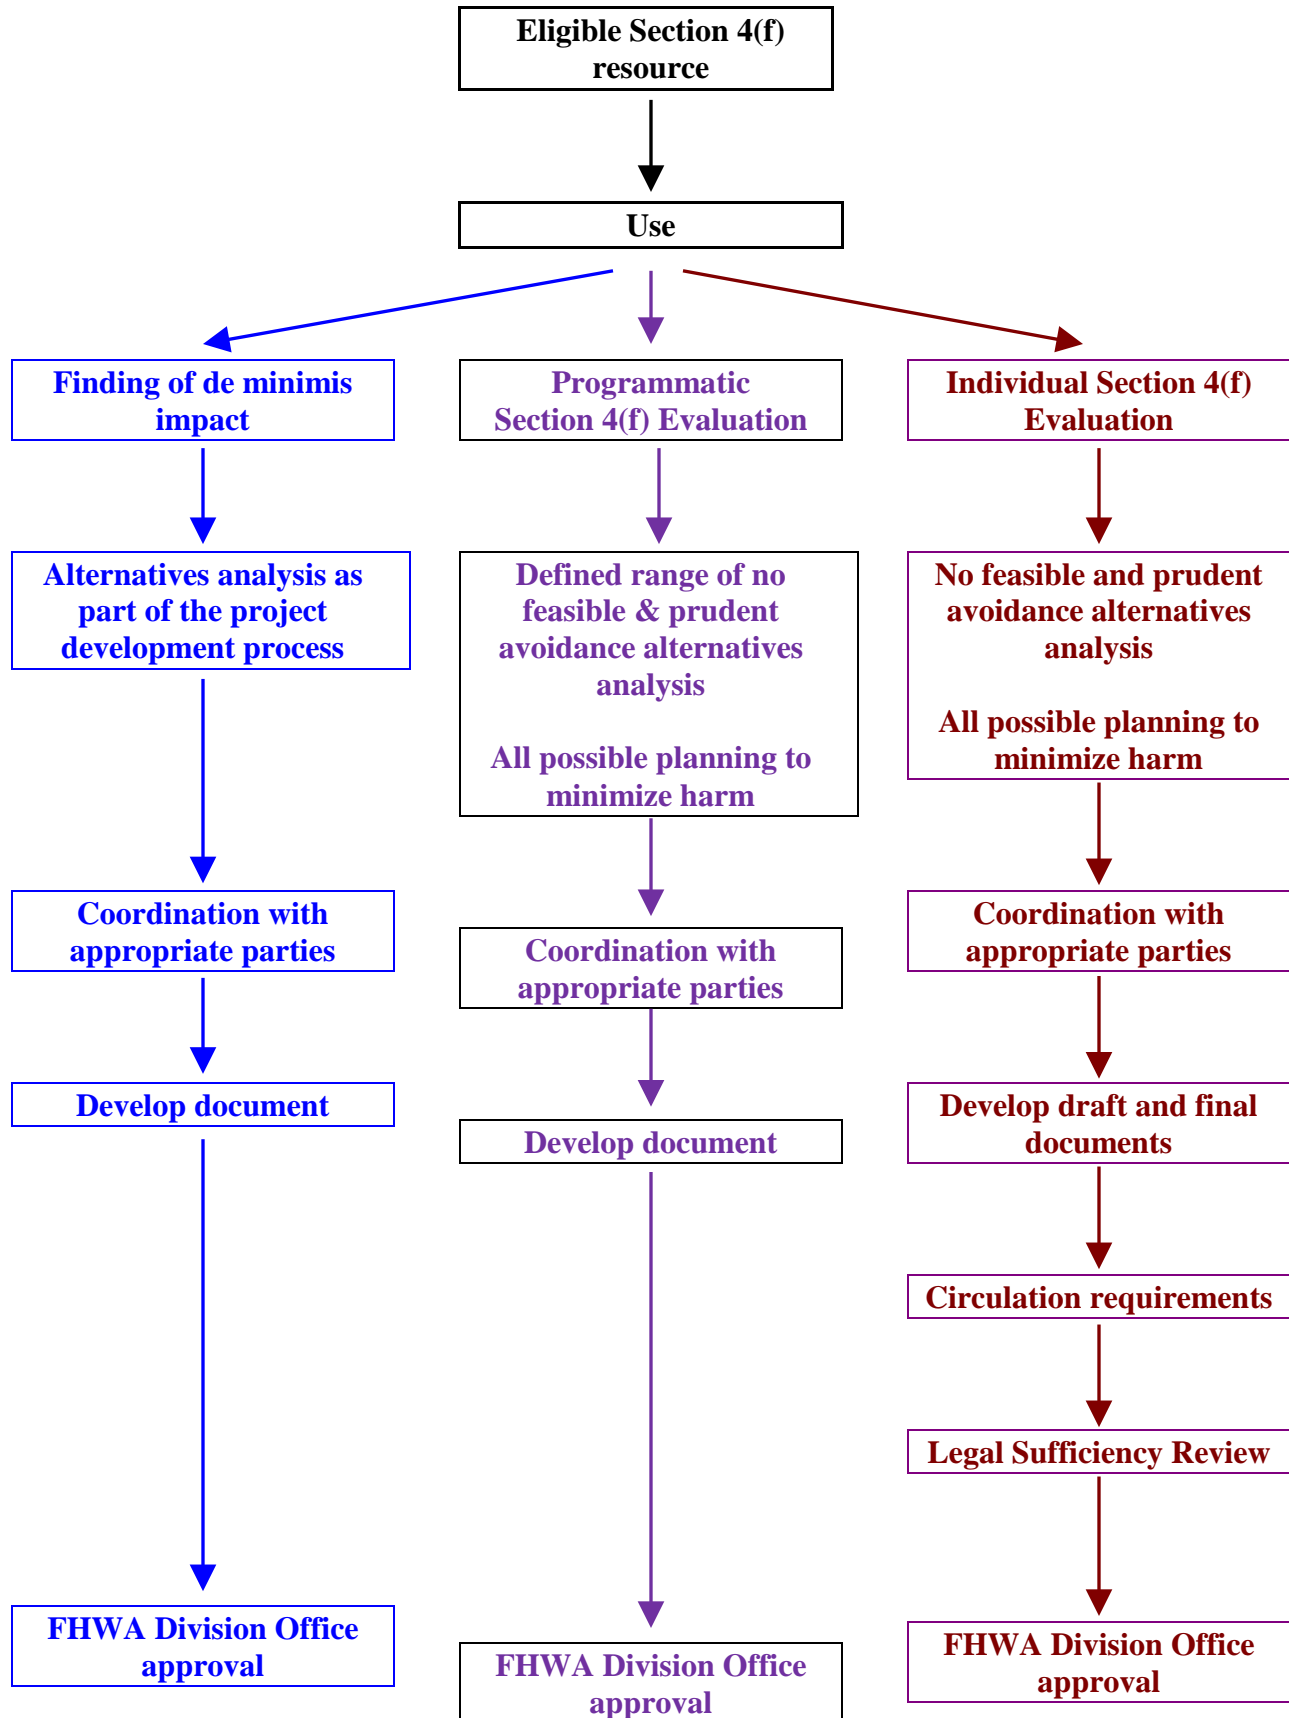 Eligible Section 4(f)
resource
Use
Finding of de minimis
impact
Programmatic
Section 4(f) Evaluation
Individual Section 4(f)
Evaluation
Alternatives analysis as
part of the project
development process
Defined range of no
feasible & prudent
avoidance alternatives
analysis
All possible planning to
minimize harm
No feasible and prudent
avoidance alternatives
analysis
All possible planning to
minimize harm
Coordination with
appropriate parties
Coordination with
appropriate parties
Coordination with
appropriate parties
Develop document
Develop document
Develop draft and final
documents
Circulation requirements
Legal Sufficiency Review
FHWA Division Office
approval
FHWA Division Office
approval
FHWA Division Office
approval